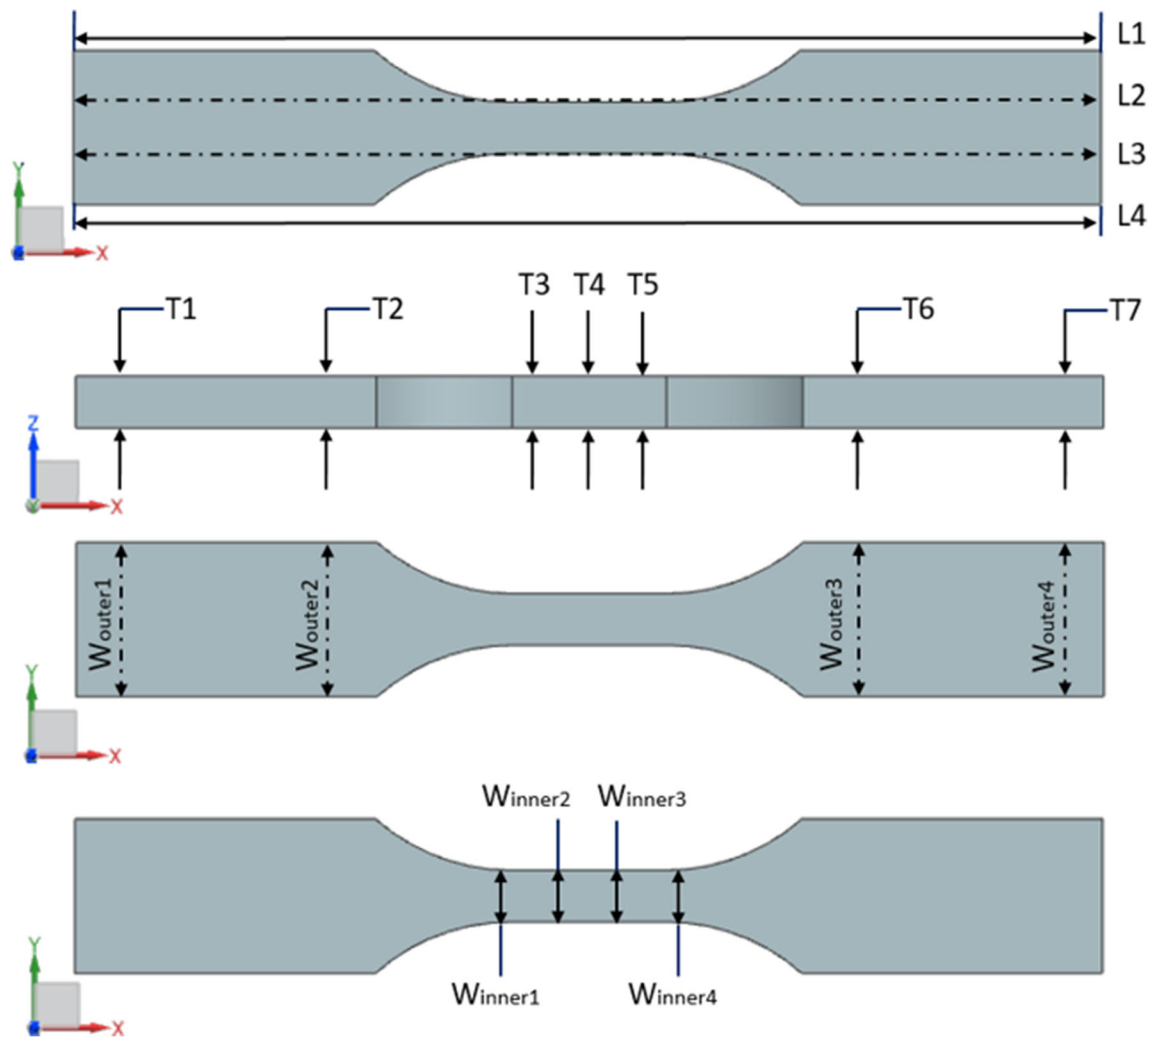 L1
L2
L3
L4
Y
X
T3 T4 T5
T1 T2 T6 T7
Z
Y X
Wouter1 Wouter2 Wouter3 Wouter4
Y
Z X
Winner2 Winner3
Winner1 Winner4
Y
Z X